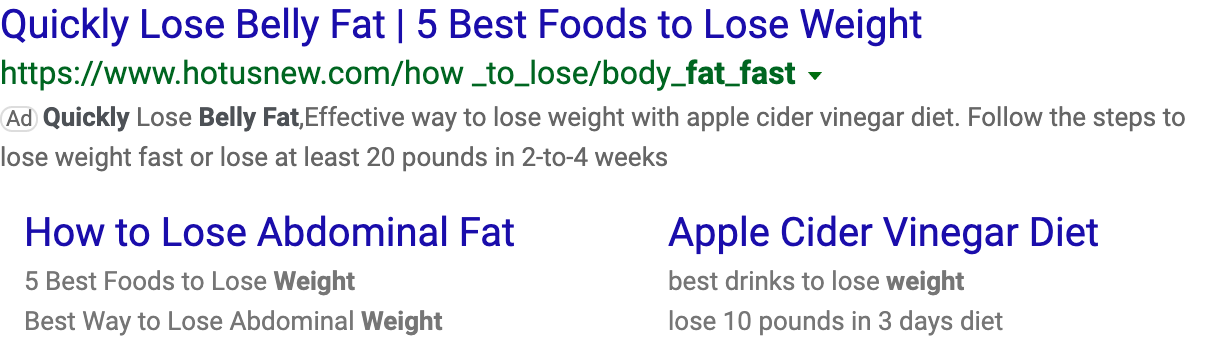 Quickly Lose Belly Fat | 5 Best Foods to Lose Weight
https://www.hotusnew.com/how _to_lose/body_fat_fast
Ad Quickly Lose Belly Fat,Effective way to lose weight with apple cider vinegar diet. Follow the steps to
lose weight fast or lose at least 20 pounds in 2-to-4 weeks
How to Lose Abdominal Fat
5 Best Foods to Lose Weight
Best Way to Lose Abdominal Weight
Apple Cider Vinegar Diet
best drinks to lose weight
lose 10 pounds in 3 days diet